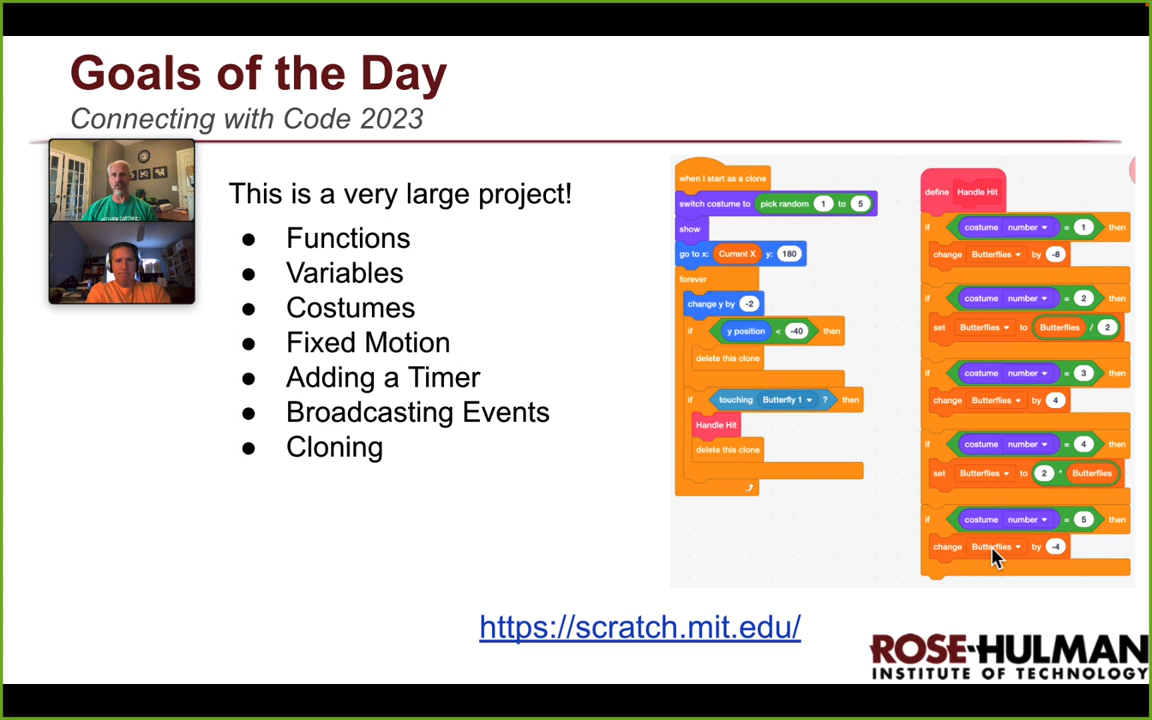 Goals of the Day
Connecting with Code 2023
This is a very large project!
● Functions
● Variables
● Costumes
● Fixed Motion
● Adding a Timer
● Broadcasting Events
● Cloning
when i start as a clone
switch costume to pick random 1 to 5
show
go to x: Current X y: 180
forever
change y by -2
if y position < -40 then
delete this clone
if touching Butterfly 1 ? then
Handle Hit
delete this clone
define Handle Hit
if costume number = 1 then
change Butterflies by -8
if costume number = 2 then
set Butterflies to Butterflies / 2
if costume number = 3 then
change Butterflies by 4
if costume number = 4 then
set Butterflies to 2 * Butterflies
if costume number = 5 then
change Butterflies by -4
https://scratch.mit.edu/
ROSE-HULMAN
INSTITUTE OF TECHNOLOGY